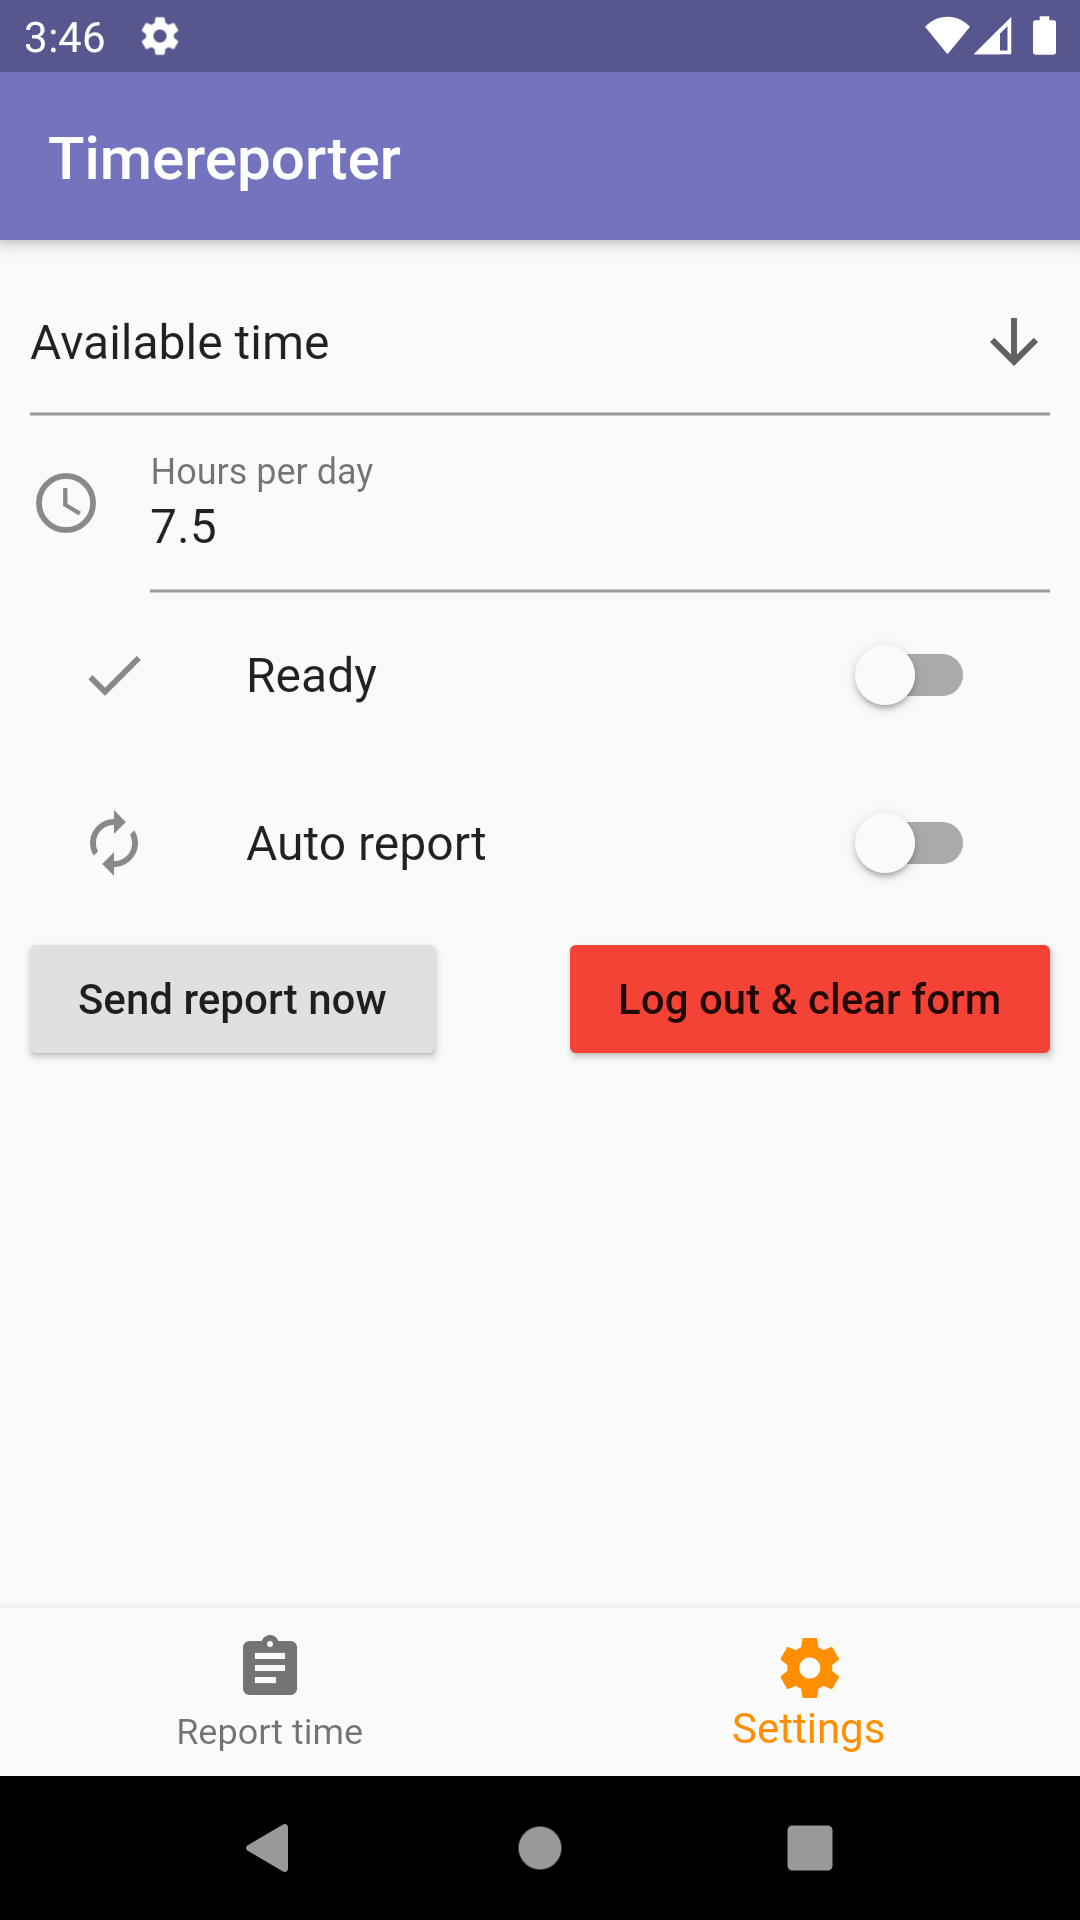 3:46
Timereporter
Available time
Hours per day
7.5
Ready
Auto report
Send report now
Log out & clear form
Report time
Settings